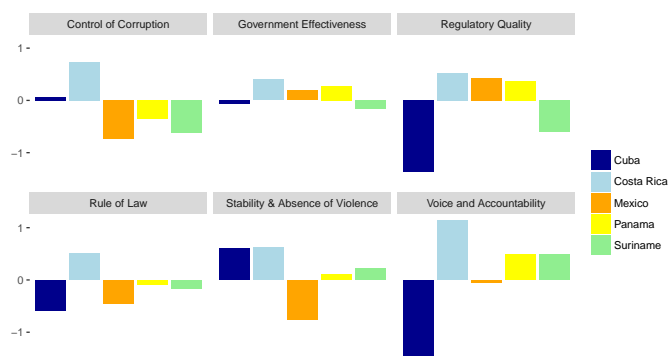 Control of Corruption
Government Effectiveness
Regulatory Quality
1
0
−1
Rule of Law
Stability & Absence of Violence
Voice and Accountability
1
0
−1
Cuba
Costa Rica
Mexico
Panama
Suriname